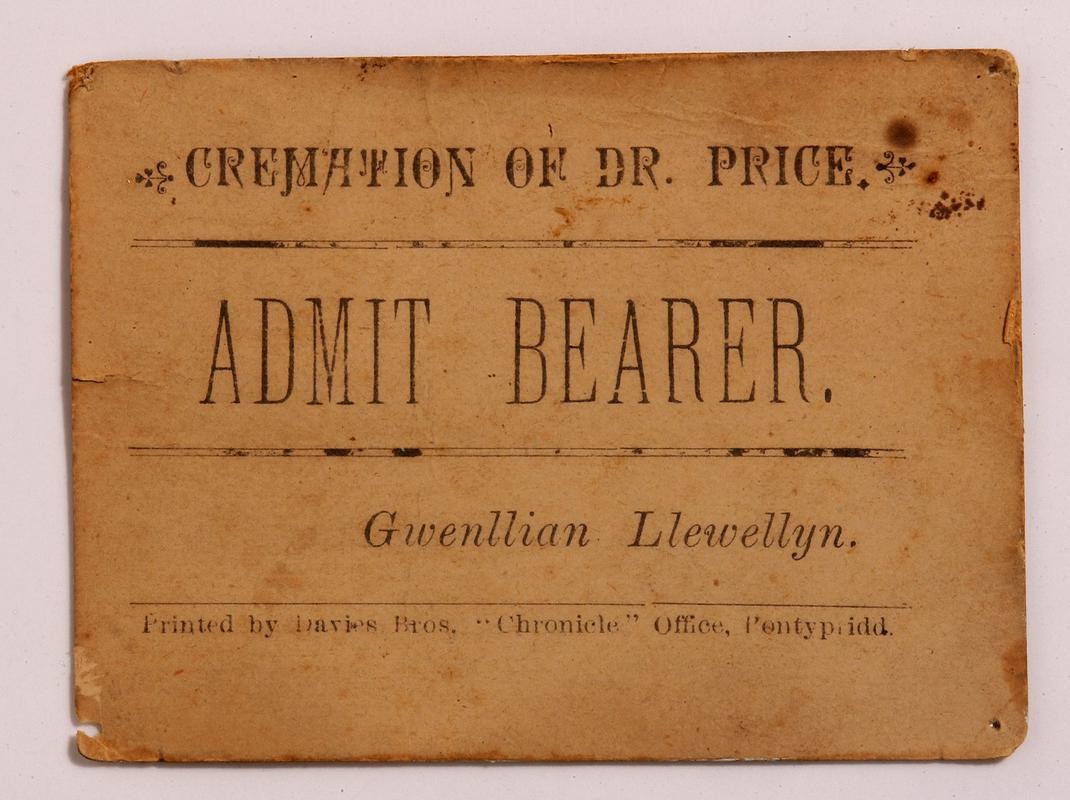 CREMATION OF DR. PRICE.
ADMIT BEARER.
Gwenllian Llewellyn.
Printed by Davies Bros. "Chronicle" Office, Pontypridd.